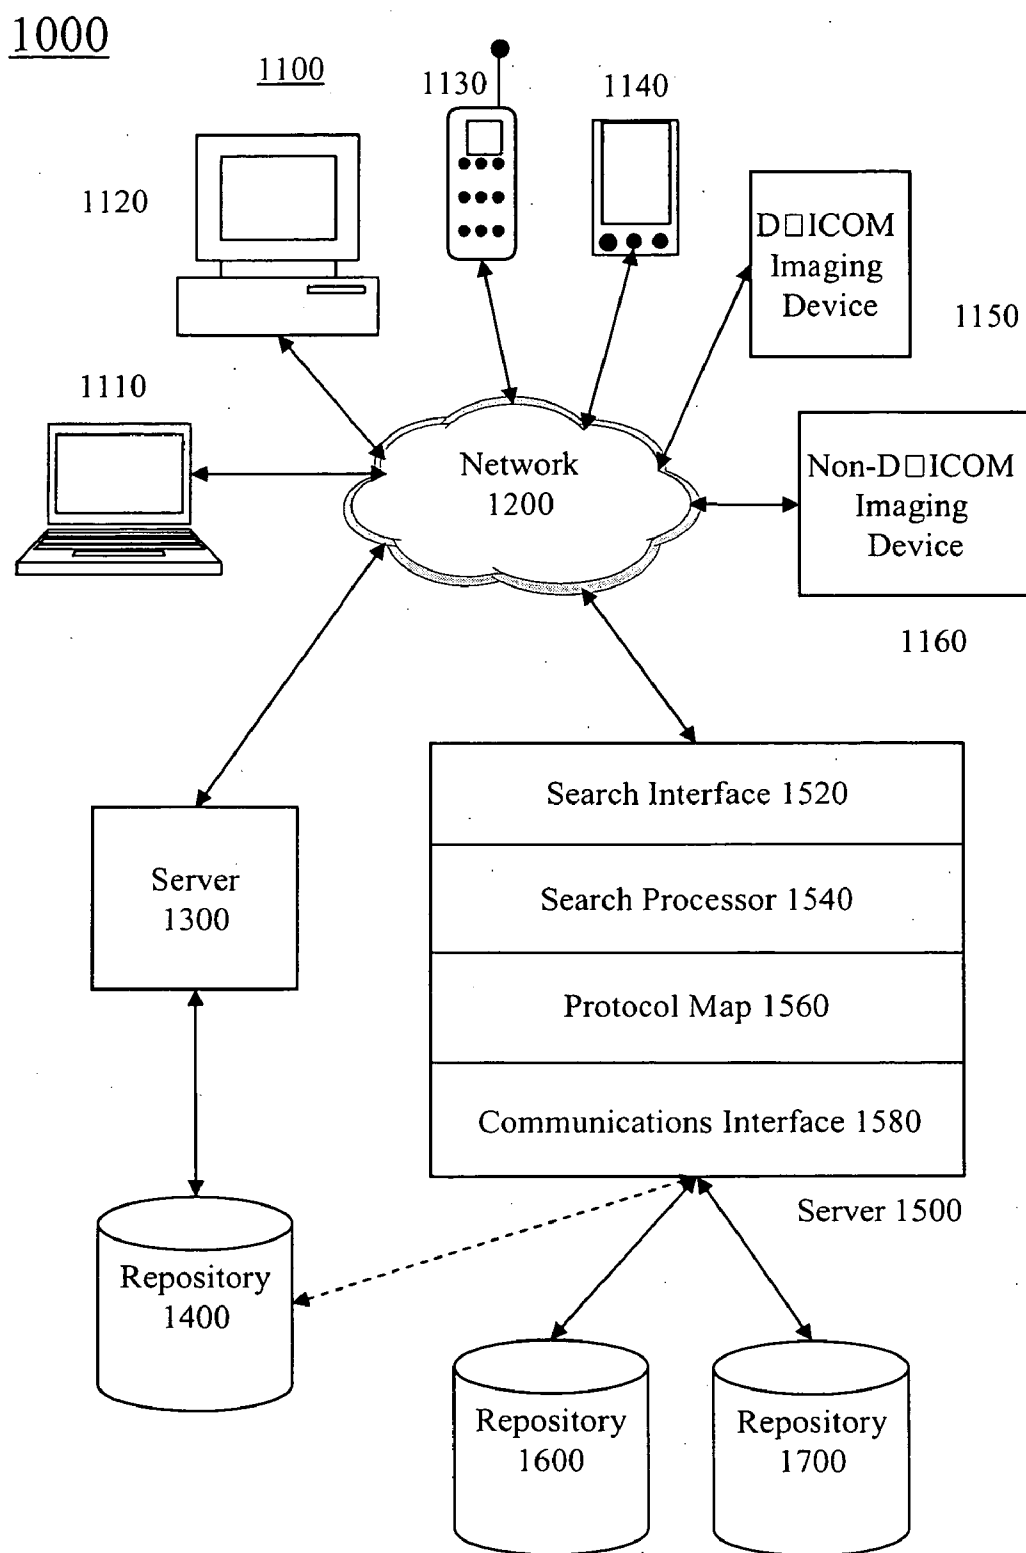 1000
1100
1130
1140
1120
D□ICOM
Imaging
Device
1150
1110
Network
1200
Non-D□ICOM
Imaging
Device
1160
Search Interface 1520
Server
1300
Search Processor 1540
Protocol Map 1560
Communications Interface 1580
Server 1500
Repository
1400
Repository
1600
Repository
1700